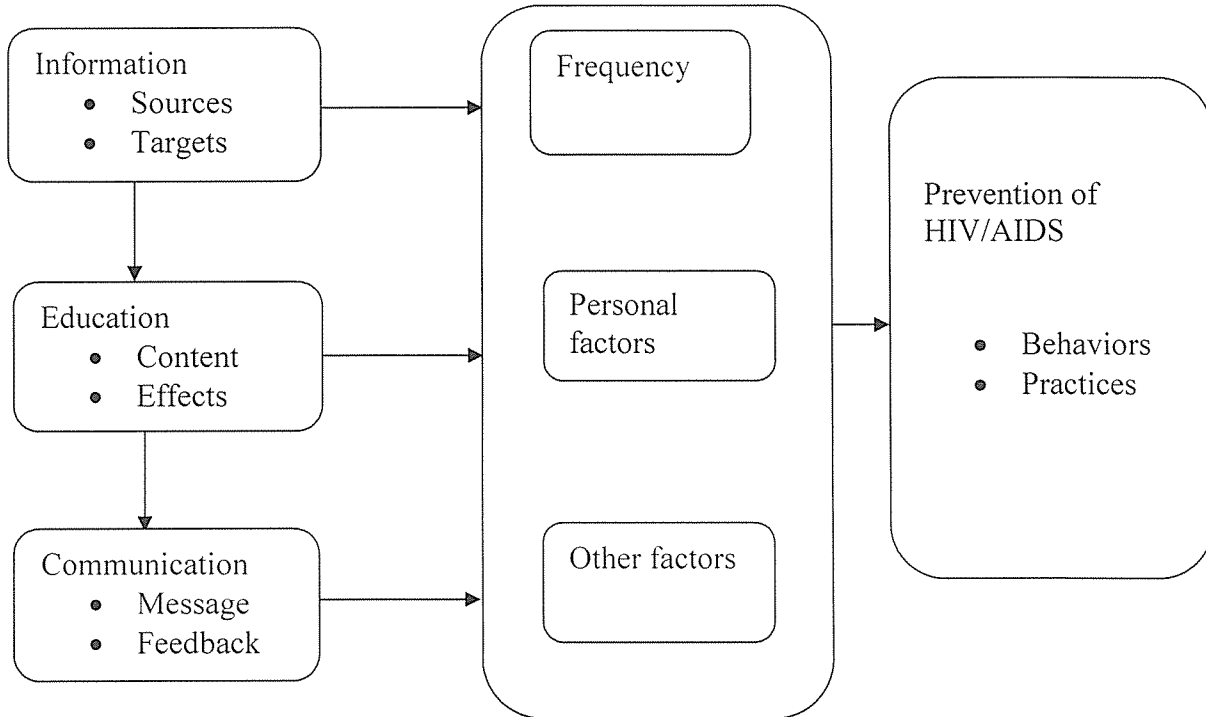 Information
• Sources
• Targets
Education
• Content
• Effects
Communication
• Message
• Feedback
Frequency
Personal
factors
Other factors
Prevention of
HIV/AIDS
• Behaviors
• Practices